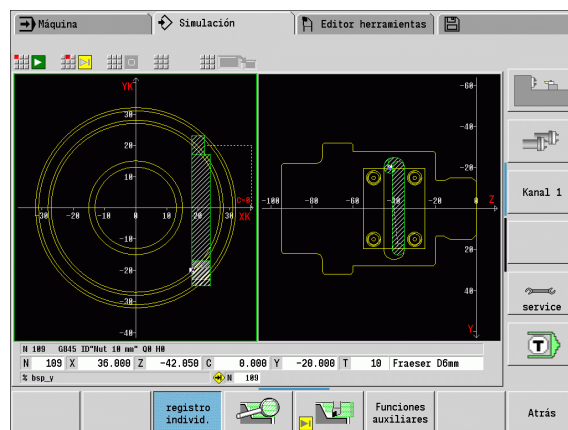 Máquina
Simulación
Editor herramientas
YK
30
20
10
-30
-20
-10
10
20
30
C=0
XK
-10
-20
-30
-40
-60
-40
-20
-100
-80
-60
-40
-20
0
Z
20
40
Y
Kanal 1
service
T
N 109 G845 ID"Nut 10 mm" Q0 H0
N 109 X 36.000 Z -42.050 C 0.000 Y -20.000 T 10 Fraeser D6mm
% bsp_y
N 109
registro
individ.
Funciones
auxiliares
Atrás